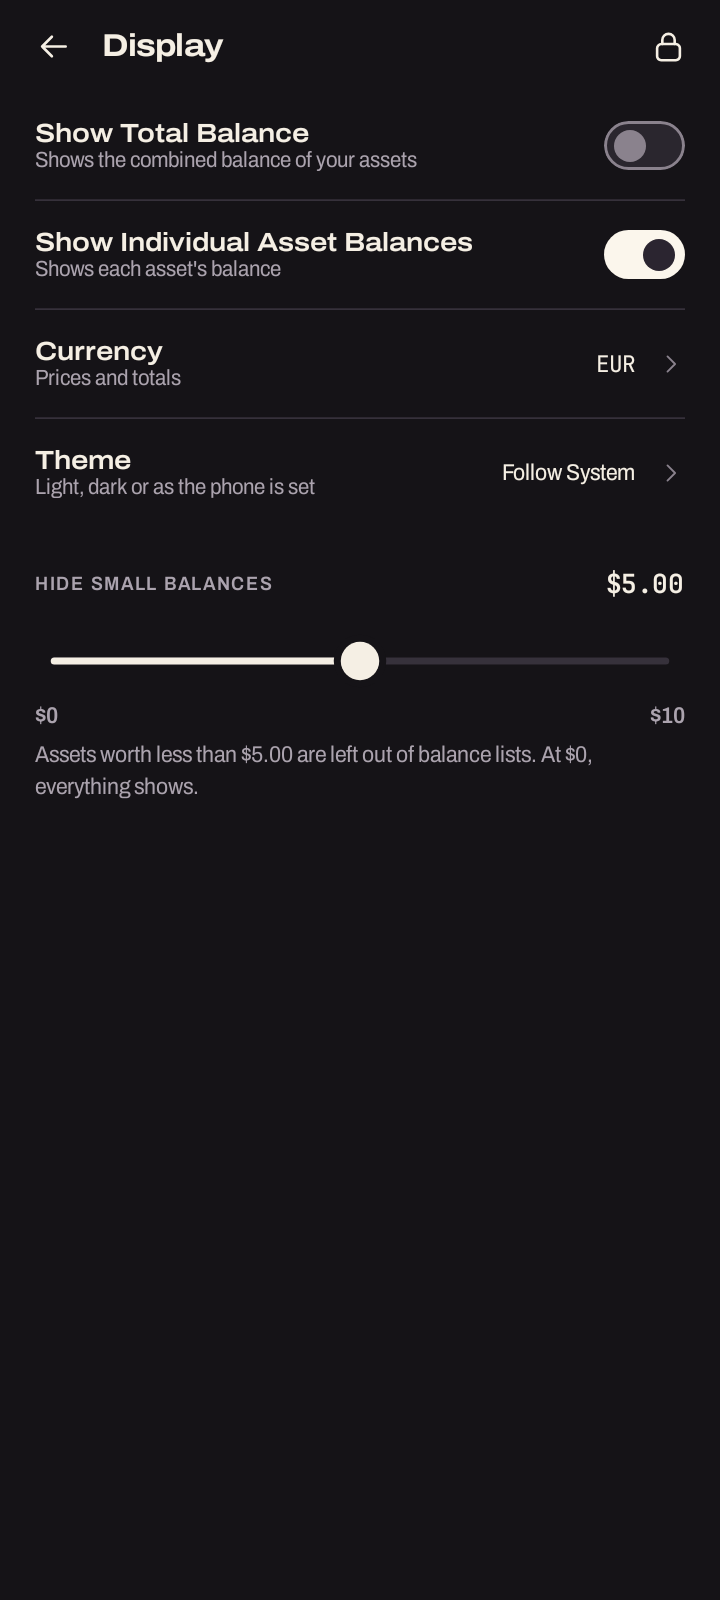 Display
Show Total Balance
Shows the combined balance of your assets
Show Individual Asset Balances
Shows each asset's balance
Currency
Prices and totals
EUR
Theme
Light, dark or as the phone is set
Follow System
HIDE SMALL BALANCES
$5.00
$0
$10
Assets worth less than $5.00 are left out of balance lists. At $0,
everything shows.